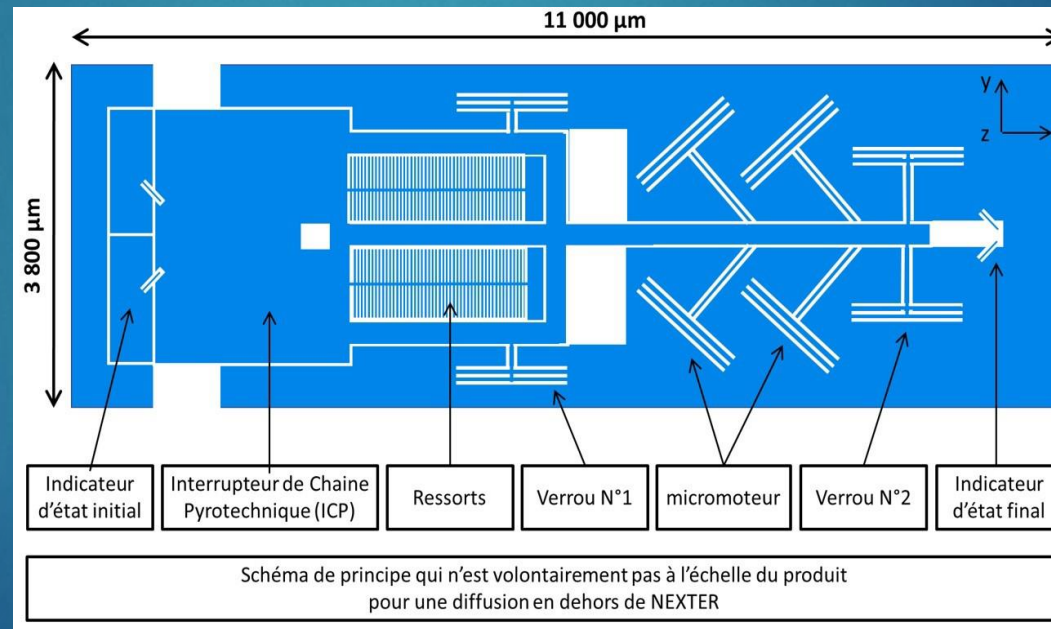 11 000 µm
3 800 µm
y
z
Indicateur
d’état initial
Interrupteur de Chaine
Pyrotechnique (ICP)
Ressorts
Verrou N°1
micromoteur
Verrou N°2
Indicateur
d’état final
Schéma de principe qui n’est volontairement pas à l’échelle du produit
pour une diffusion en dehors de NEXTER